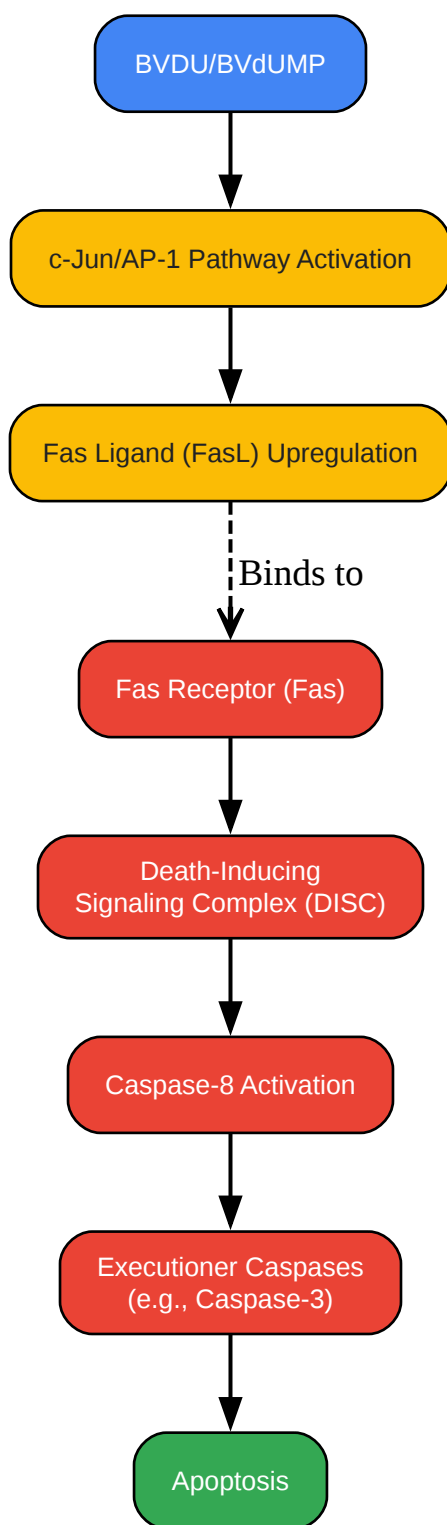 BVDU/BVdUMP
c-Jun/AP-1 Pathway Activation
Fas Ligand (FasL) Upregulation
Binds to
Fas Receptor (Fas)
Death-Inducing
Signaling Complex (DISC)
Caspase-8 Activation
Executioner Caspases
(e.g., Caspase-3)
Apoptosis